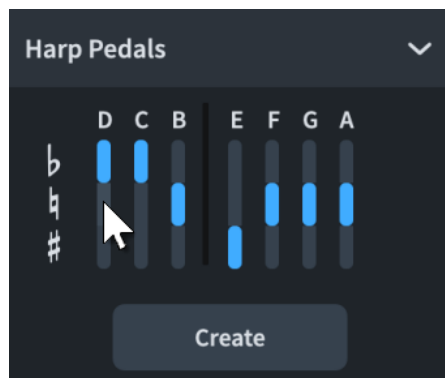 Harp Pedals
D C B E F G A
♭
♮
♯
Create